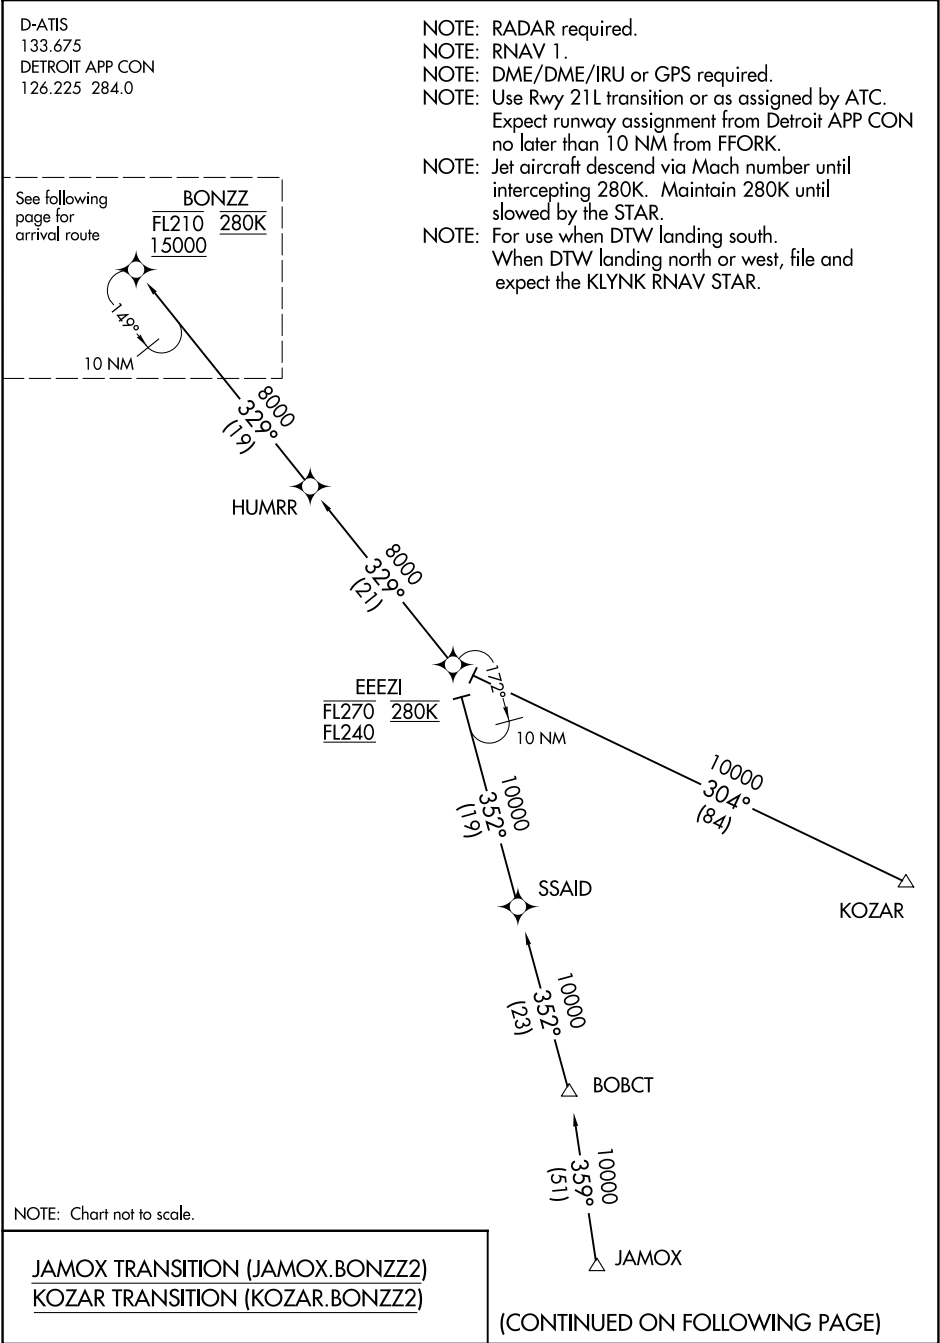 D-ATIS
133.675
DETROIT APP CON
126.225 284.0
NOTE: RADAR required.
NOTE: RNAV 1.
NOTE: DME/DME/IRU or GPS required.
NOTE: Use Rwy 21L transition or as assigned by ATC.
Expect runway assignment from Detroit APP CON
no later than 10 NM from FFORK.
NOTE: Jet aircraft descend via Mach number until
intercepting 280K. Maintain 280K until
slowed by the STAR.
NOTE: For use when DTW landing south.
When DTW landing north or west, file and
expect the KLYNK RNAV STAR.
See following
page for
arrival route
BONZZ
FL210 280K
15000
149°
10 NM
8000
329°
(19)
HUMRR
8000
329°
(21)
EEEZI
FL270 280K
FL240
172°
10 NM
10000
304°
(84)
KOZAR
10000
352°
(19)
SSAID
10000
352°
(23)
BOBCT
10000
359°
(51)
JAMOX
NOTE: Chart not to scale.
JAMOX TRANSITION (JAMOX.BONZZ2)
KOZAR TRANSITION (KOZAR.BONZZ2)
(CONTINUED ON FOLLOWING PAGE)